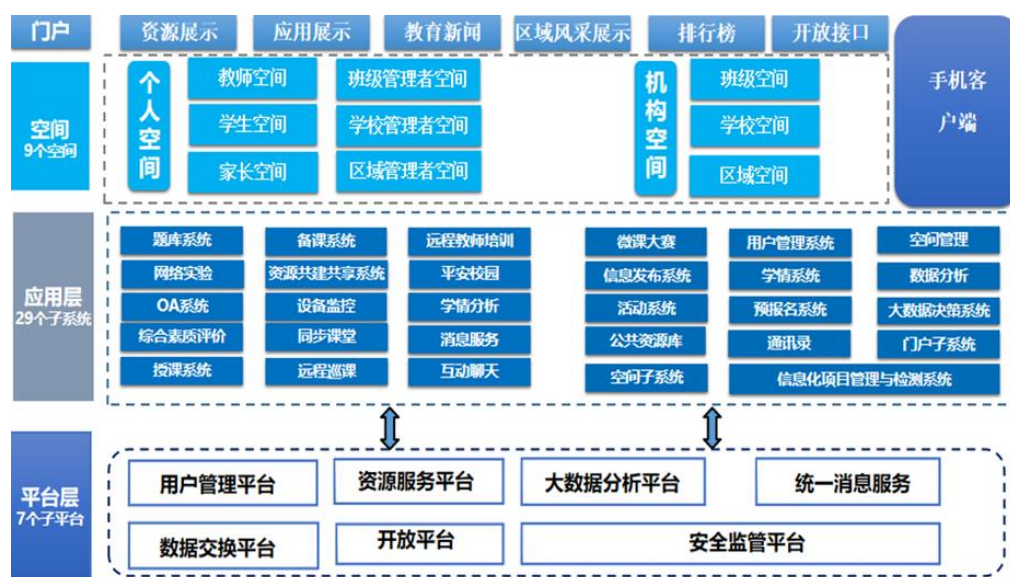 门户
资源展示
应用展示
教育新闻
区域风采展示
排行榜
开放接口
手机客
户端
空间
9个空间
个人空间
教师空间
班级管理者空间
学生空间
学校管理者空间
家长空间
区域管理者空间
机构空间
班级空间
学校空间
区域空间
应用层
29个子系统
题库系统
备课系统
远程教师培训
微课大赛
用户管理系统
空间管理
网络实验
资源共建共享系统
平安校园
信息发布系统
学情系统
数据分析
OA系统
设备监控
学情分析
活动系统
预报名系统
大数据决策系统
综合素质评价
同步课堂
消息服务
公共资源库
通讯录
门户子系统
授课系统
远程巡课
互动聊天
空间子系统
信息化项目管理与检测系统
平台层
7个子平台
用户管理平台
资源服务平台
大数据分析平台
统一消息服务
数据交换平台
开放平台
安全监管平台